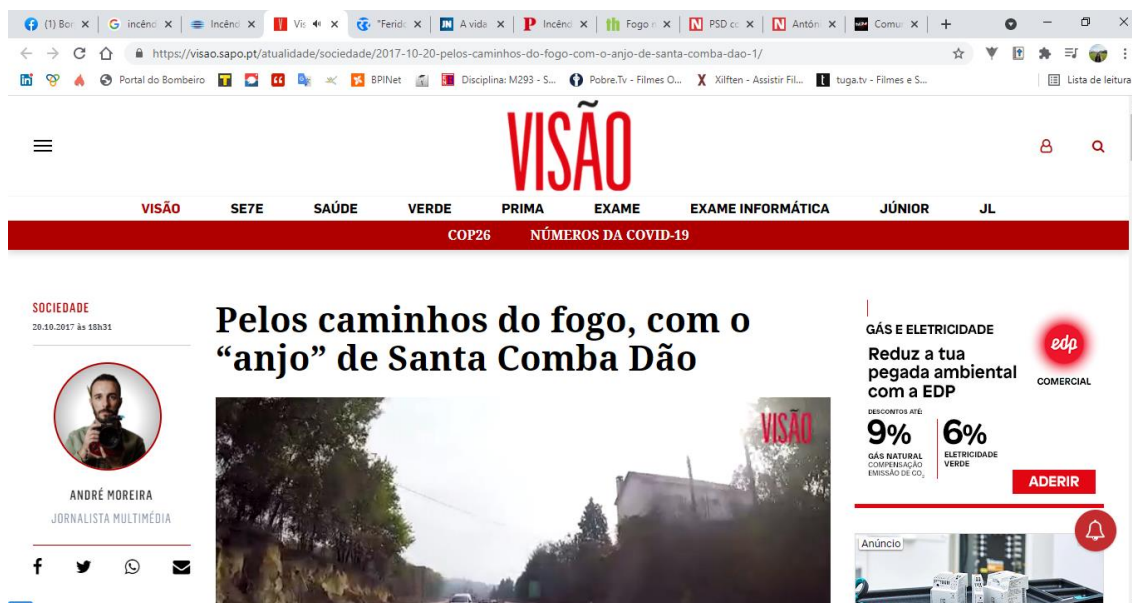 (1) Bor
incênd
Incênd
Vis
"Ferido
A vida
Incênd
Fogo n
PSD co
Antón
Comu
https://visao.sapo.pt/atualidade/sociedade/2017-10-20-pelos-caminhos-do-fogo-com-o-anjo-de-santa-comba-dao-1/
Portal do Bombeiro
BPINet
Disciplina: M293 - S...
Pobre.Tv - Filmes O...
Xilften - Assistir Fil...
tuga.tv - Filmes e S...
Lista de leitura
VISÃO
VISÃO SE7E SAÚDE VERDE PRIMA EXAME EXAME INFORMÁTICA JÚNIOR JL
COP26 NÚMEROS DA COVID-19
SOCIEDADE
20.10.2017 às 18h31
ANDRÉ MOREIRA
JORNALISTA MULTIMÉDIA
Pelos caminhos do fogo, com o
“anjo” de Santa Comba Dão
VISÃO
GÁS E ELETRICIDADE
Reduz a tua
pegada ambiental
com a EDP
edp
COMERCIAL
DESCONTOS ATÉ:
9%
GÁS NATURAL
COMPENSAÇÃO
EMISSÃO DE CO₂
6%
ELETRICIDADE
VERDE
ADERIR
Anúncio